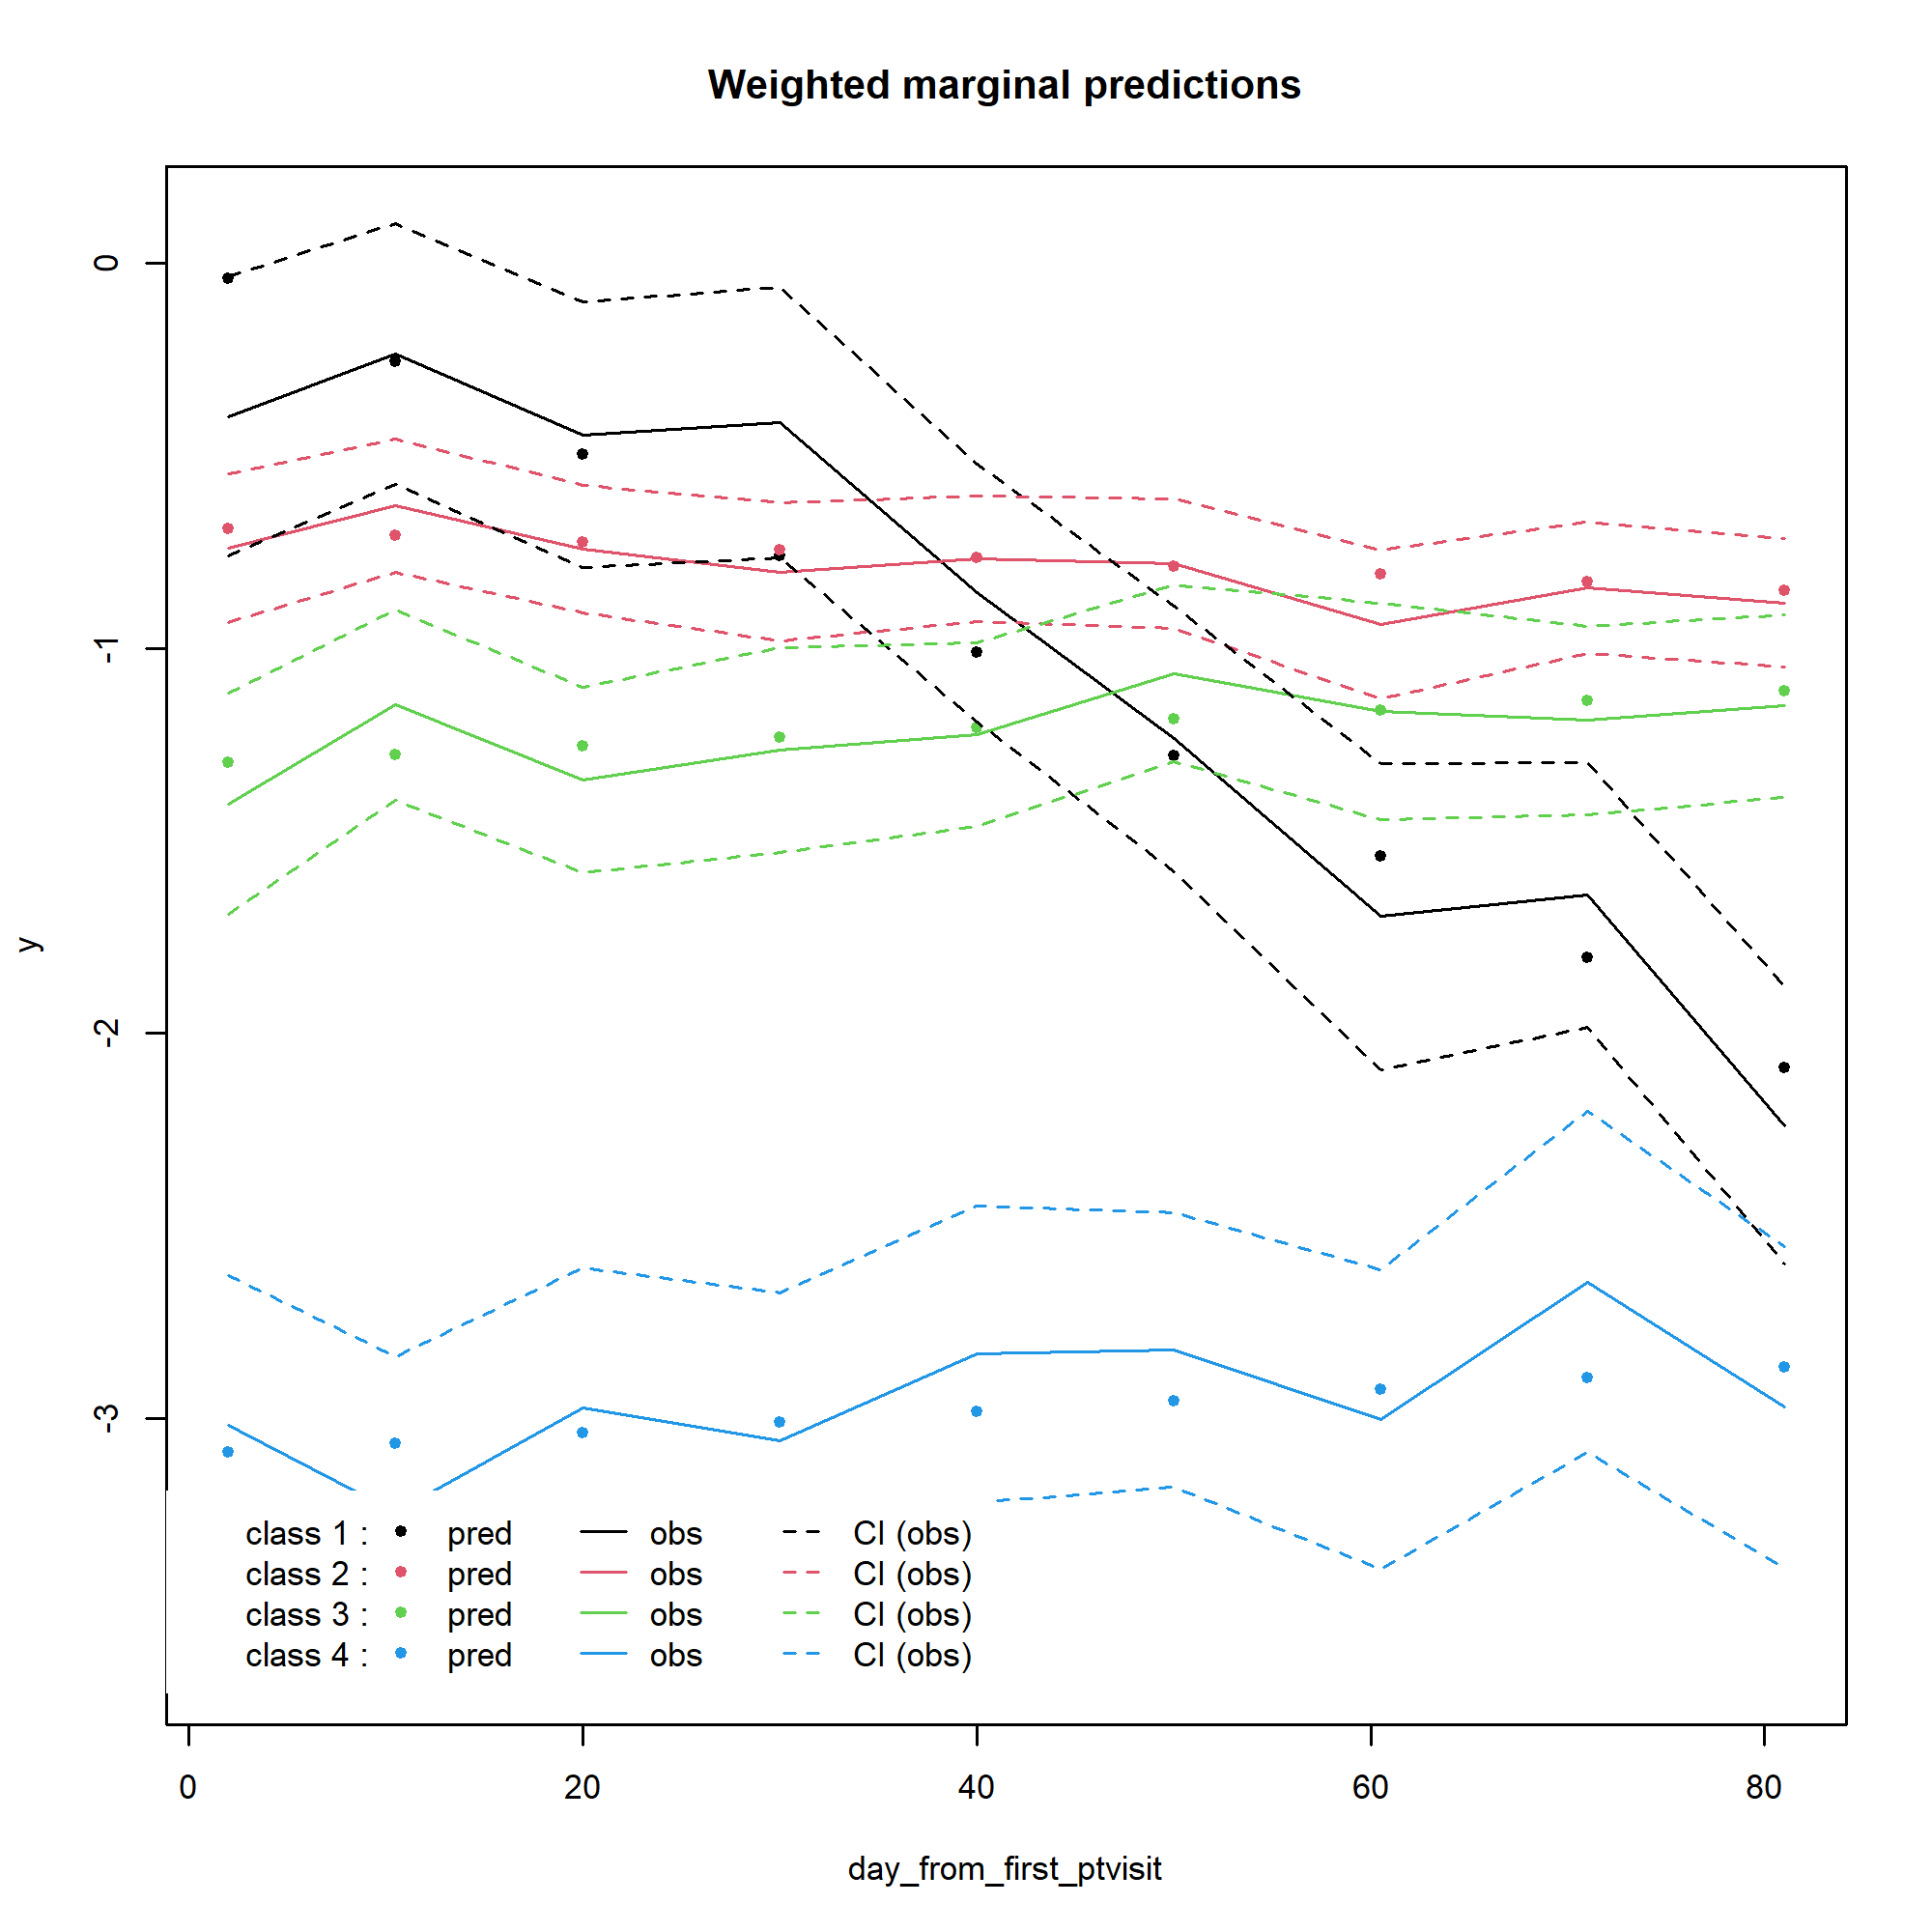 Weighted marginal predictions
0
-1
-2
-3
y
class 1 : pred obs CI (obs)
class 2 : pred obs CI (obs)
class 3 : pred obs CI (obs)
class 4 : pred obs CI (obs)
0 20 40 60 80
day_from_first_ptvisit